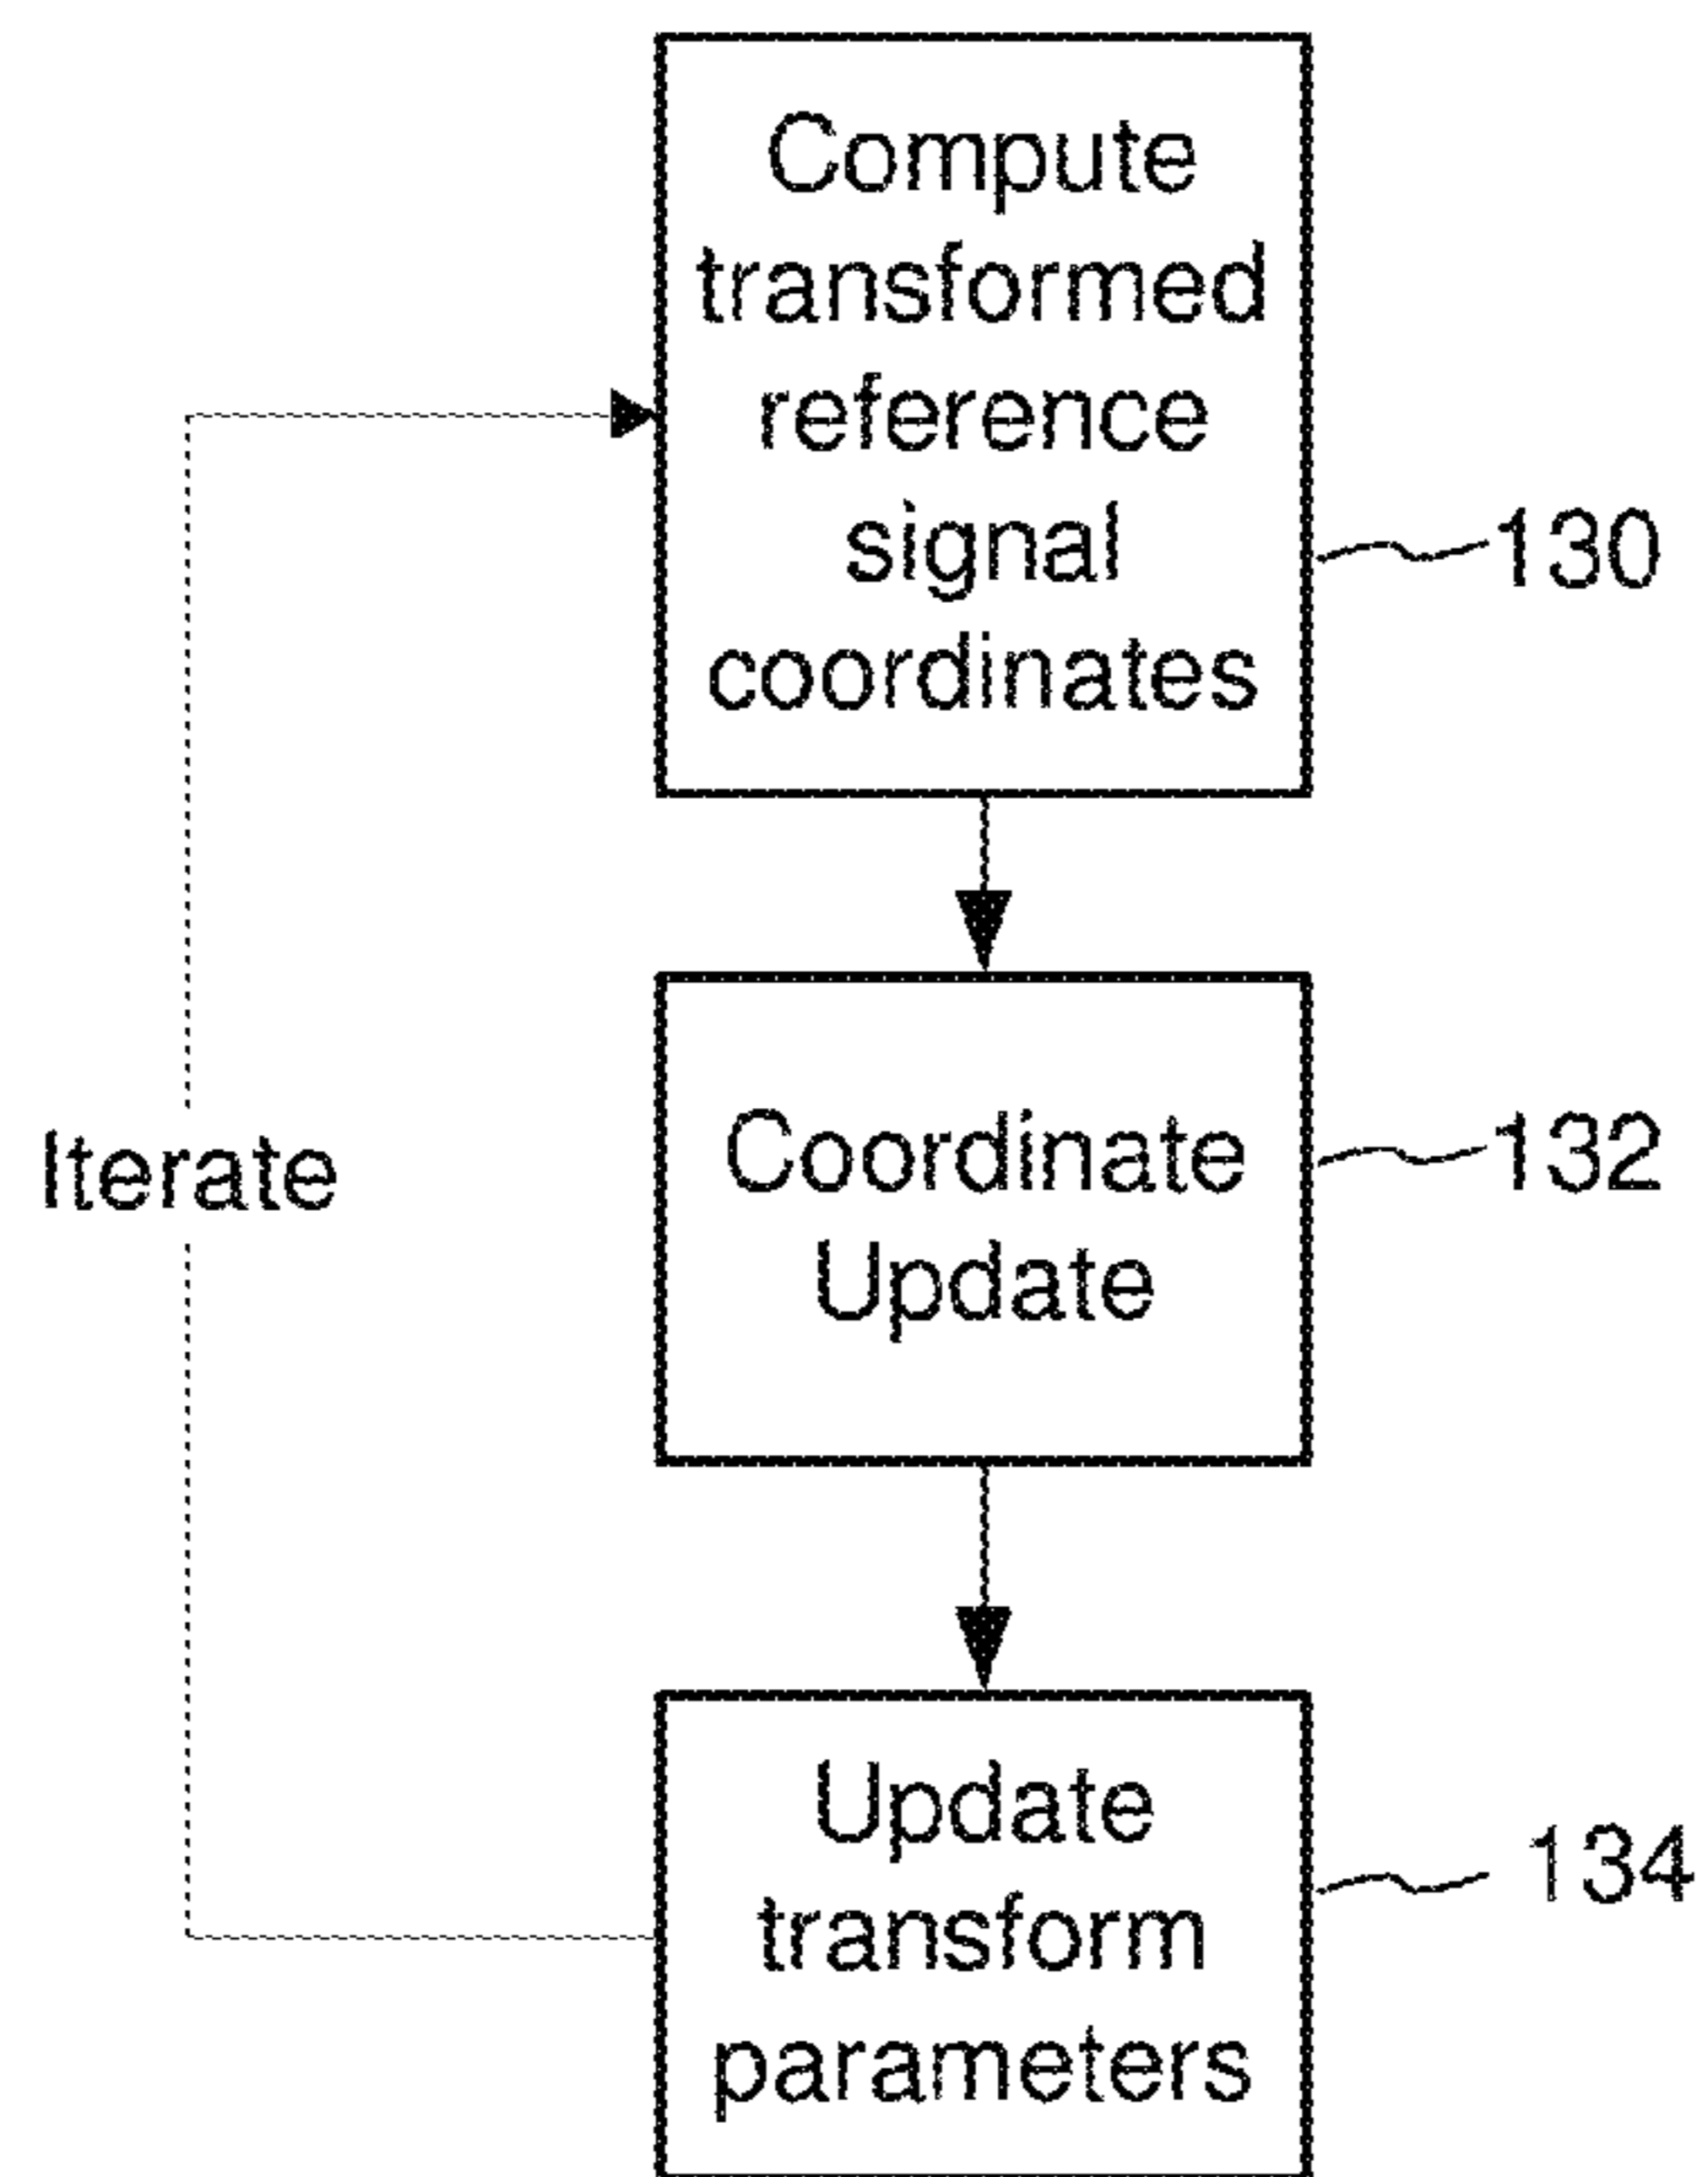 Compute
transformed
reference
signal
coordinates
130
Iterate
Coordinate
Update
132
Update
transform
parameters
134